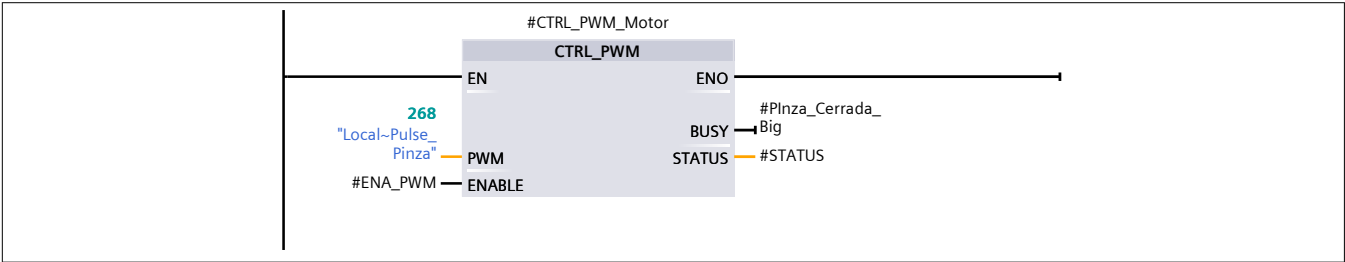 #CTRL_PWM_Motor
CTRL_PWM
EN
ENO
268
"Local~Pulse_
Pinza"
PWM
#ENA_PWM
ENABLE
BUSY
#PInza_Cerrada_
Big
STATUS
#STATUS